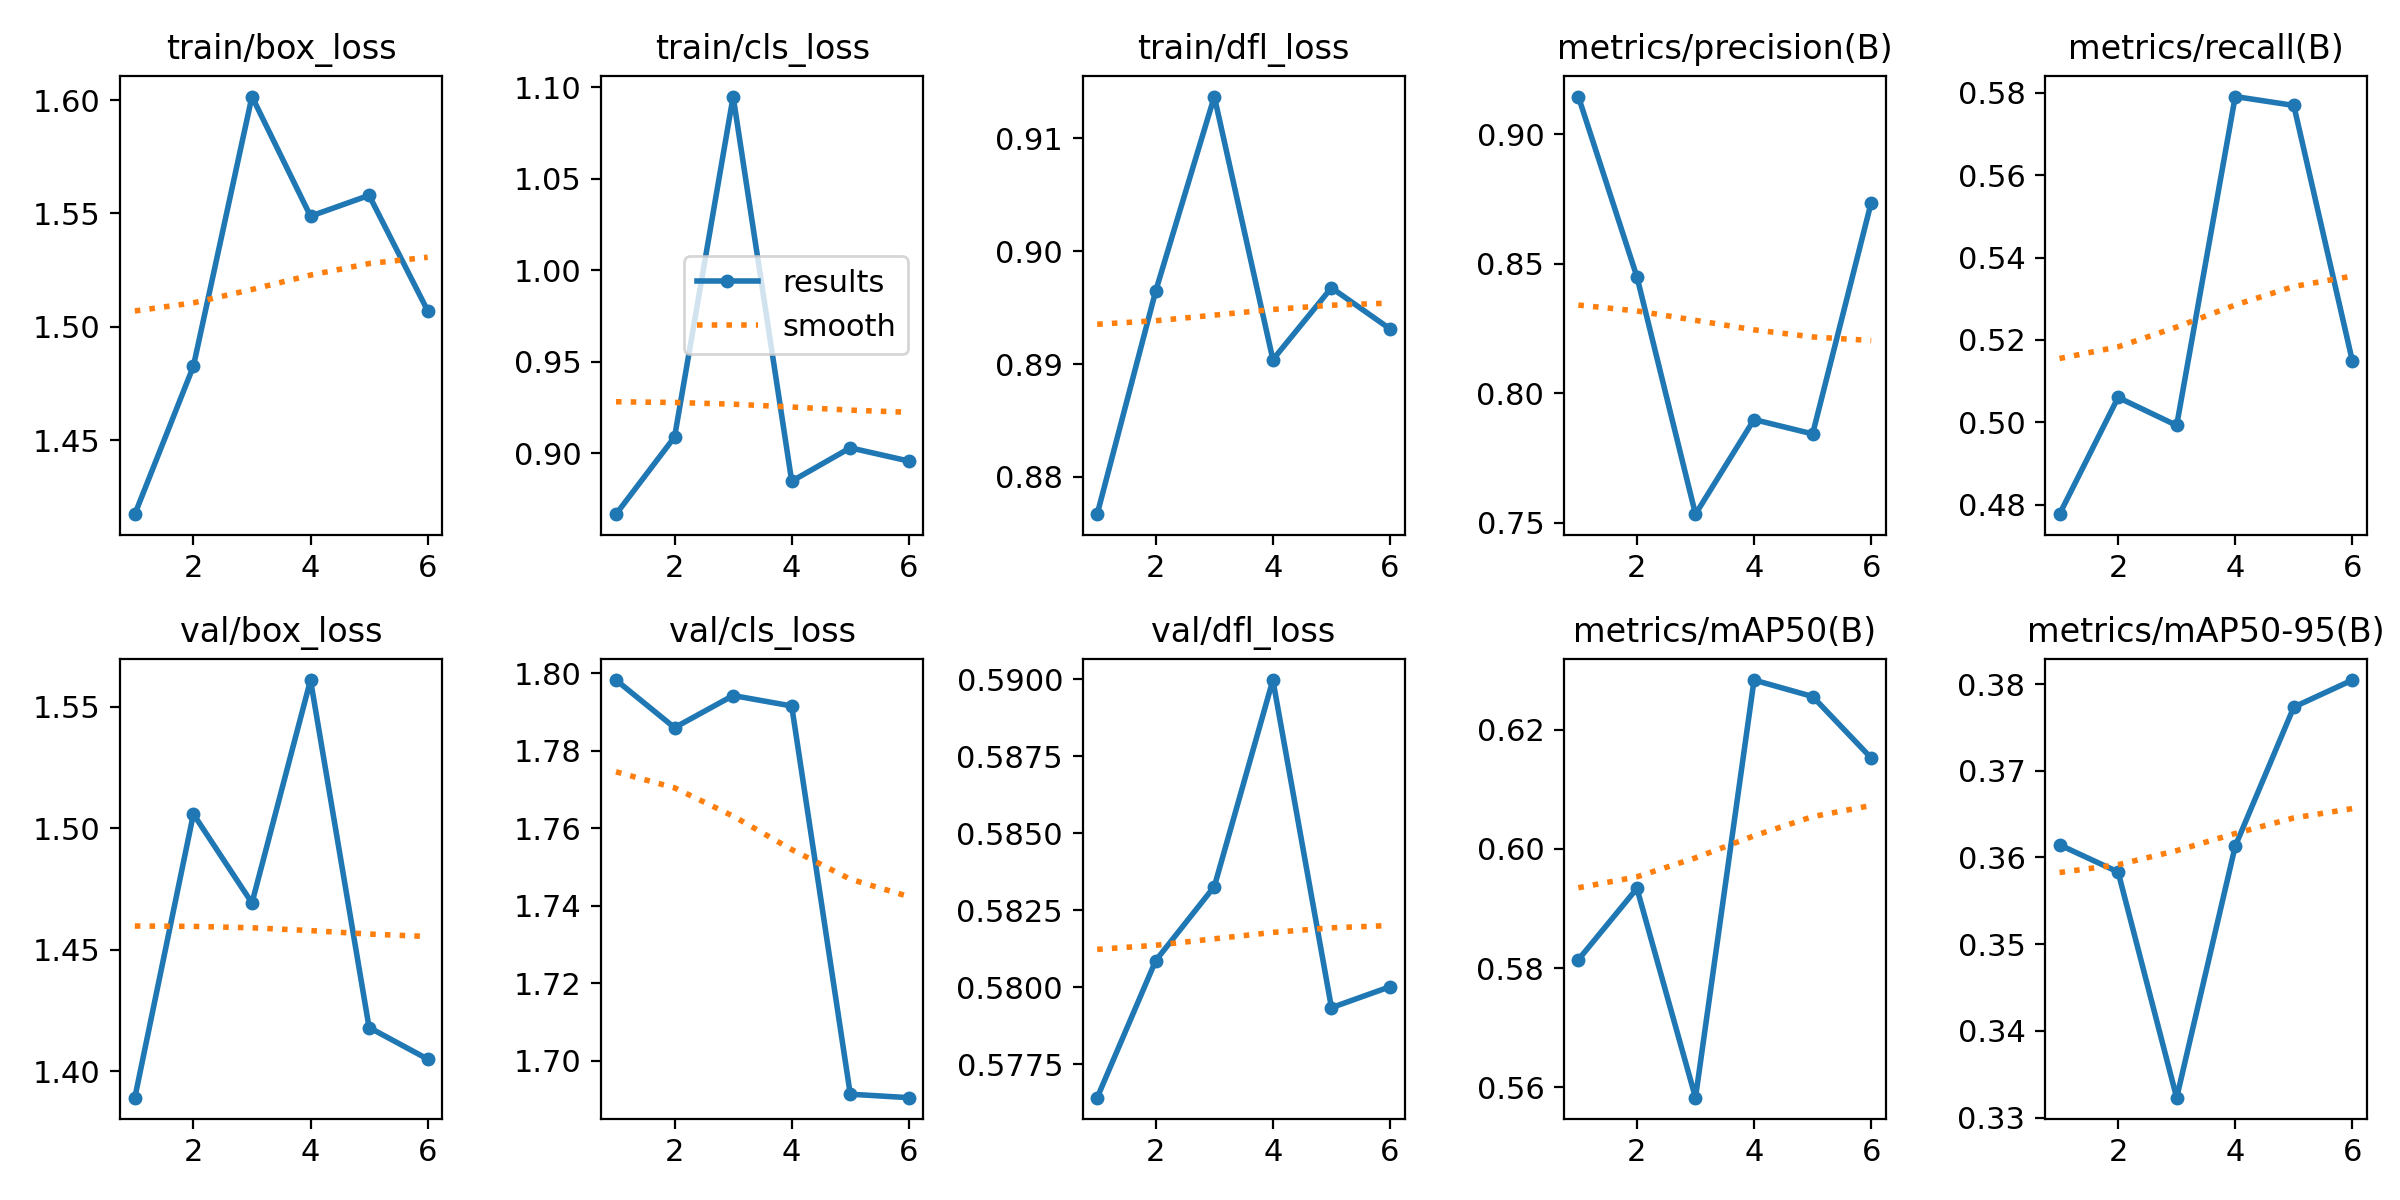 train/box_loss
1.60
1.55
1.50
1.45
2 4 6
train/cls_loss
1.10
1.05
1.00
0.95
0.90
results
smooth
2 4 6
train/dfl_loss
0.91
0.90
0.89
0.88
2 4 6
metrics/precision(B)
0.90
0.85
0.80
0.75
2 4 6
metrics/recall(B)
0.58
0.56
0.54
0.52
0.50
0.48
2 4 6
val/box_loss
1.55
1.50
1.45
1.40
2 4 6
val/cls_loss
1.80
1.78
1.76
1.74
1.72
1.70
2 4 6
val/dfl_loss
0.5900
0.5875
0.5850
0.5825
0.5800
0.5775
2 4 6
metrics/mAP50(B)
0.62
0.60
0.58
0.56
2 4 6
metrics/mAP50-95(B)
0.38
0.37
0.36
0.35
0.34
0.33
2 4 6